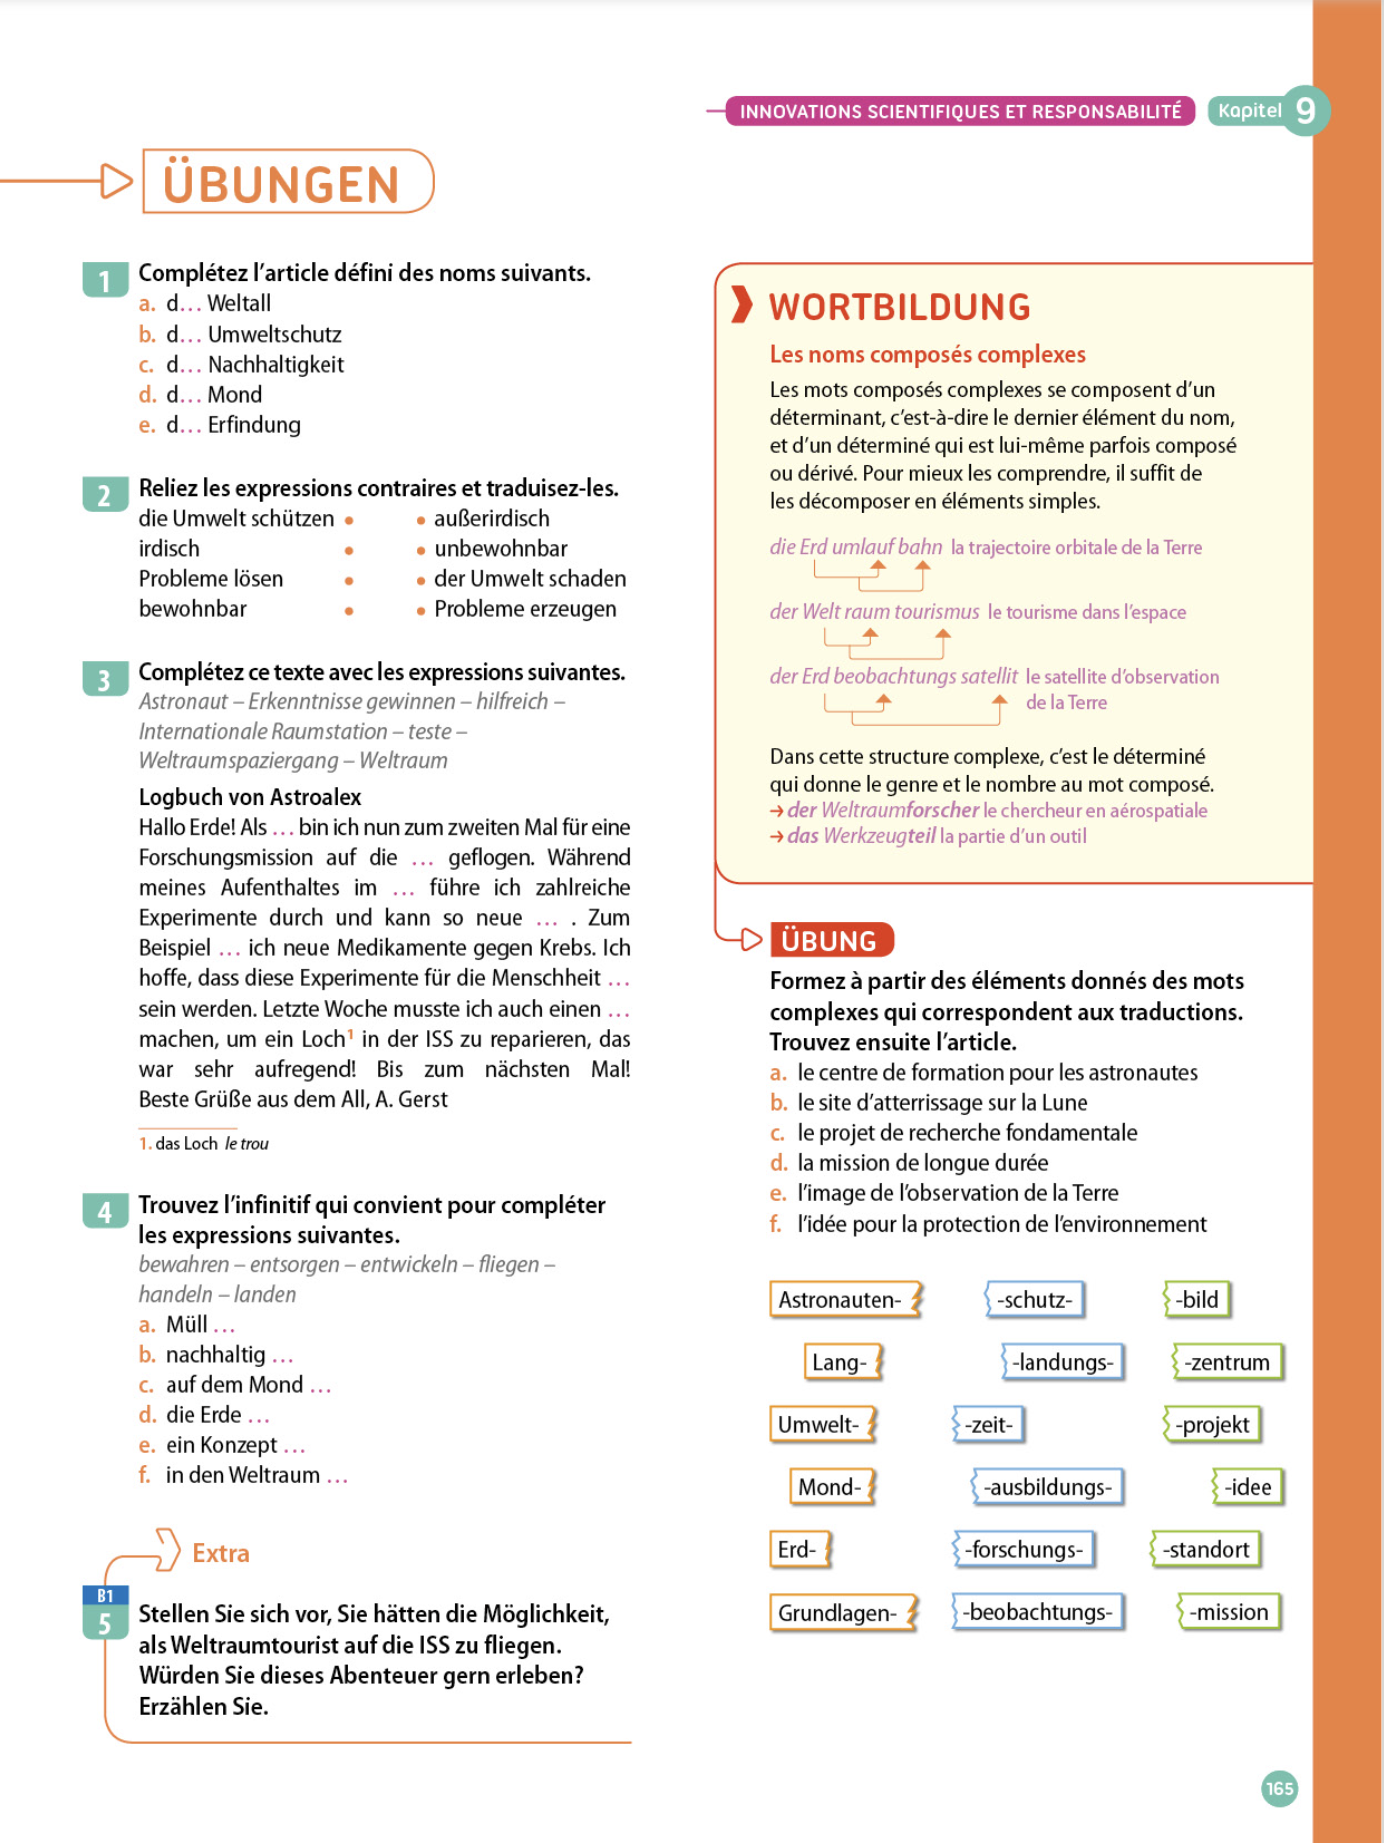 INNOVATIONS SCIENTIFIQUES ET RESPONSABILITÉ
Kapitel 9
ÜBUNGEN
1 Complétez l'article défini des noms suivants.
a. d... Weltall
b. d... Umweltschutz
c. d... Nachhaltigkeit
d. d... Mond
e. d... Erfindung
2 Reliez les expressions contraires et traduisez-les.
die Umwelt schützen • • außerirdisch
irdisch • • unbewohnbar
Probleme lösen • • der Umwelt schaden
bewohnbar • • Probleme erzeugen
3 Complétez ce texte avec les expressions suivantes.
Astronaut – Erkenntnisse gewinnen – hilfreich –
Internationale Raumstation – teste –
Weltraumspaziergang – Weltraum
Logbuch von Astroalex
Hallo Erde! Als ... bin ich nun zum zweiten Mal für eine
Forschungsmission auf die ... geflogen. Während
meines Aufenthaltes im ... führe ich zahlreiche
Experimente durch und kann so neue ... . Zum
Beispiel ... ich neue Medikamente gegen Krebs. Ich
hoffe, dass diese Experimente für die Menschheit ...
sein werden. Letzte Woche musste ich auch einen ...
machen, um ein Loch¹ in der ISS zu reparieren, das
war sehr aufregend! Bis zum nächsten Mal!
Beste Grüße aus dem All, A. Gerst
1. das Loch le trou
4 Trouvez l'infinitif qui convient pour compléter
les expressions suivantes.
bewahren – entsorgen – entwickeln – fliegen –
handeln – landen
a. Müll ...
b. nachhaltig ...
c. auf dem Mond ...
d. die Erde ...
e. ein Konzept ...
f. in den Weltraum ...
Extra
B1
5 Stellen Sie sich vor, Sie hätten die Möglichkeit,
als Weltraumtourist auf die ISS zu fliegen.
Würden Sie dieses Abenteuer gern erleben?
Erzählen Sie.
WORTBILDUNG
Les noms composés complexes
Les mots composés complexes se composent d'un
déterminant, c'est-à-dire le dernier élément du nom,
et d'un déterminé qui est lui-même parfois composé
ou dérivé. Pour mieux les comprendre, il suffit de
les décomposer en éléments simples.
die Erd umlauf bahn la trajectoire orbitale de la Terre
der Welt raum tourismus le tourisme dans l'espace
der Erd beobachtungs satellit le satellite d'observation
de la Terre
Dans cette structure complexe, c'est le déterminé
qui donne le genre et le nombre au mot composé.
→ der Weltraumforscher le chercheur en aérospatiale
→ das Werkzeugteil la partie d'un outil
ÜBUNG
Formez à partir des éléments donnés des mots
complexes qui correspondent aux traductions.
Trouvez ensuite l'article.
a. le centre de formation pour les astronautes
b. le site d'atterrissage sur la Lune
c. le projet de recherche fondamentale
d. la mission de longue durée
e. l'image de l'observation de la Terre
f. l'idée pour la protection de l'environnement
Astronauten- -schutz- -bild
Lang- -landungs- -zentrum
Umwelt- -zeit- -projekt
Mond- -ausbildungs- -idee
Erd- -forschungs- -standort
Grundlagen- -beobachtungs- -mission
165